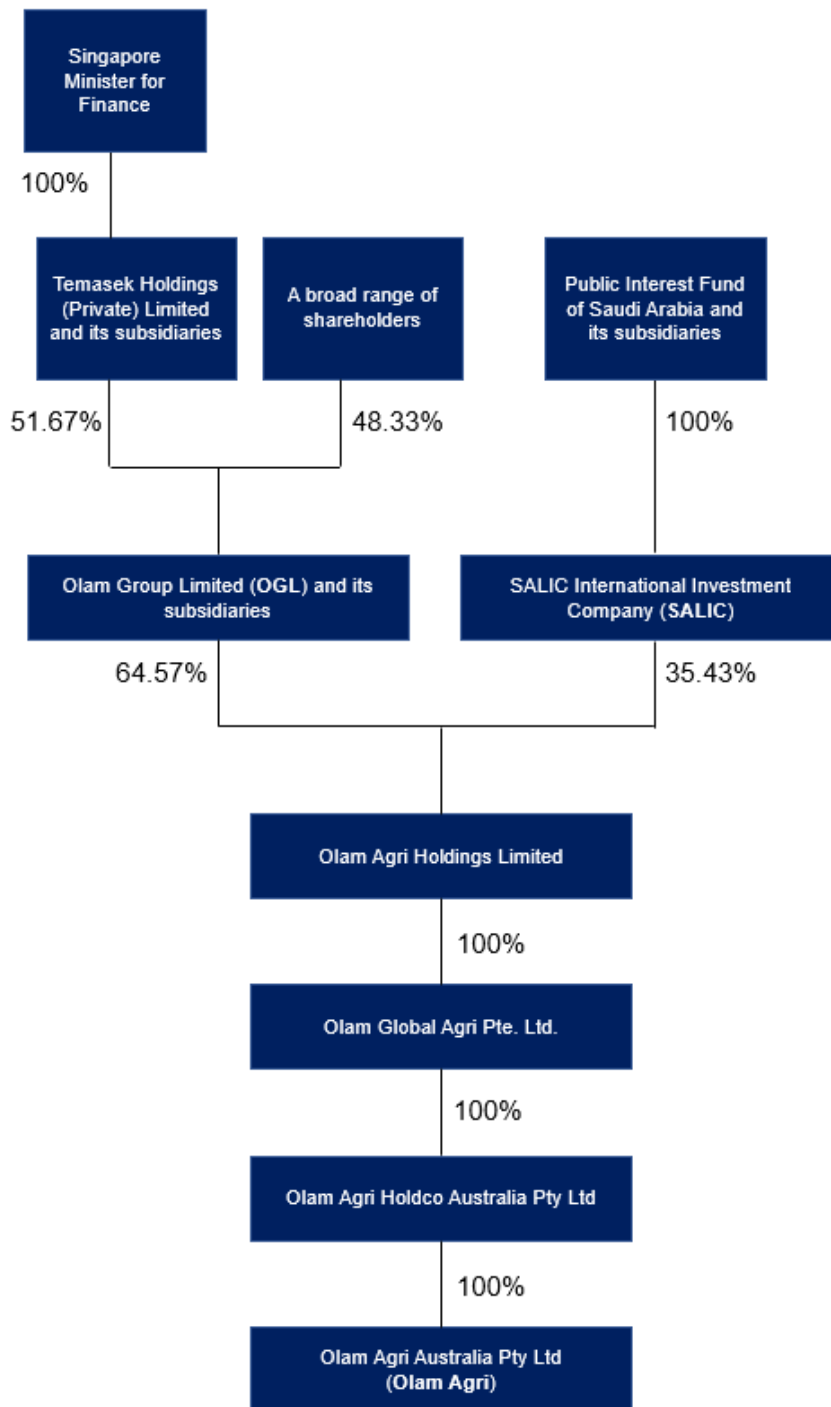 Singapore
Minister for
Finance
100%
Temasek Holdings
(Private) Limited
and its subsidiaries
A broad range of
shareholders
Public Interest Fund
of Saudi Arabia and
its subsidiaries
51.67%
48.33%
100%
Olam Group Limited (OGL) and its
subsidiaries
SALIC International Investment
Company (SALIC)
64.57%
35.43%
Olam Agri Holdings Limited
100%
Olam Global Agri Pte. Ltd.
100%
Olam Agri Holdco Australia Pty Ltd
100%
Olam Agri Australia Pty Ltd
(Olam Agri)